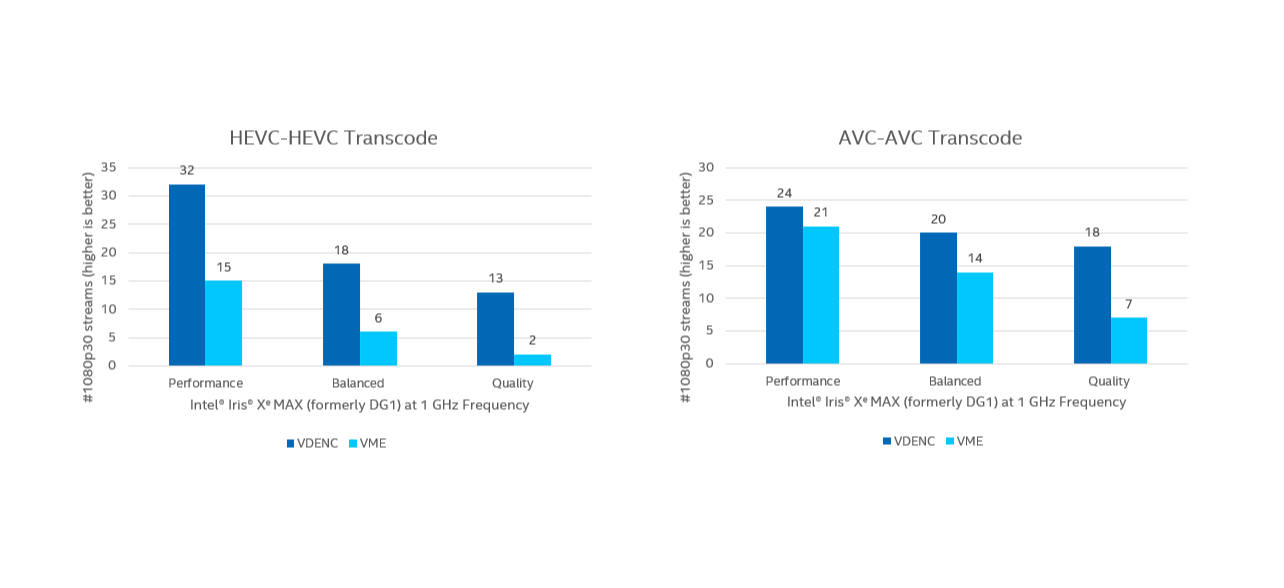 HEVC-HEVC Transcode
#1080p30 streams (higher is better)
35
30
25
20
15
10
5
0
32
15
18
6
13
2
Performance
Balanced
Quality
Intel® Iris® Xᵉ MAX (formerly DG1) at 1 GHz Frequency
VDENC VME
AVC-AVC Transcode
#1080p30 streams (higher is better)
30
25
20
15
10
5
0
24
21
20
14
18
7
Performance
Balanced
Quality
Intel® Iris® Xᵉ MAX (formerly DG1) at 1 GHz Frequency
VDENC VME